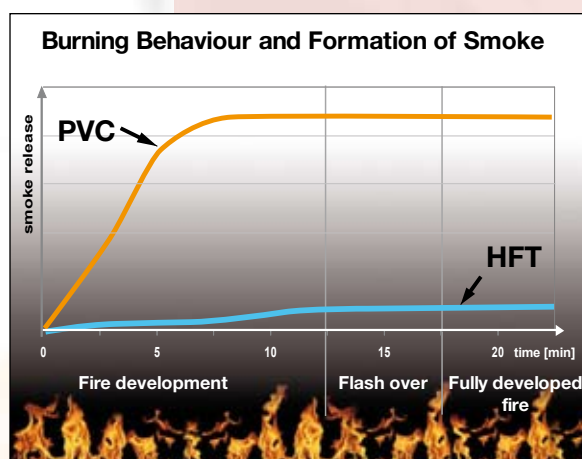 Burning Behaviour and Formation of Smoke
smoke release
PVC
HFT
0 5 10 15 20 time [min]
Fire development Flash over Fully developed
fire